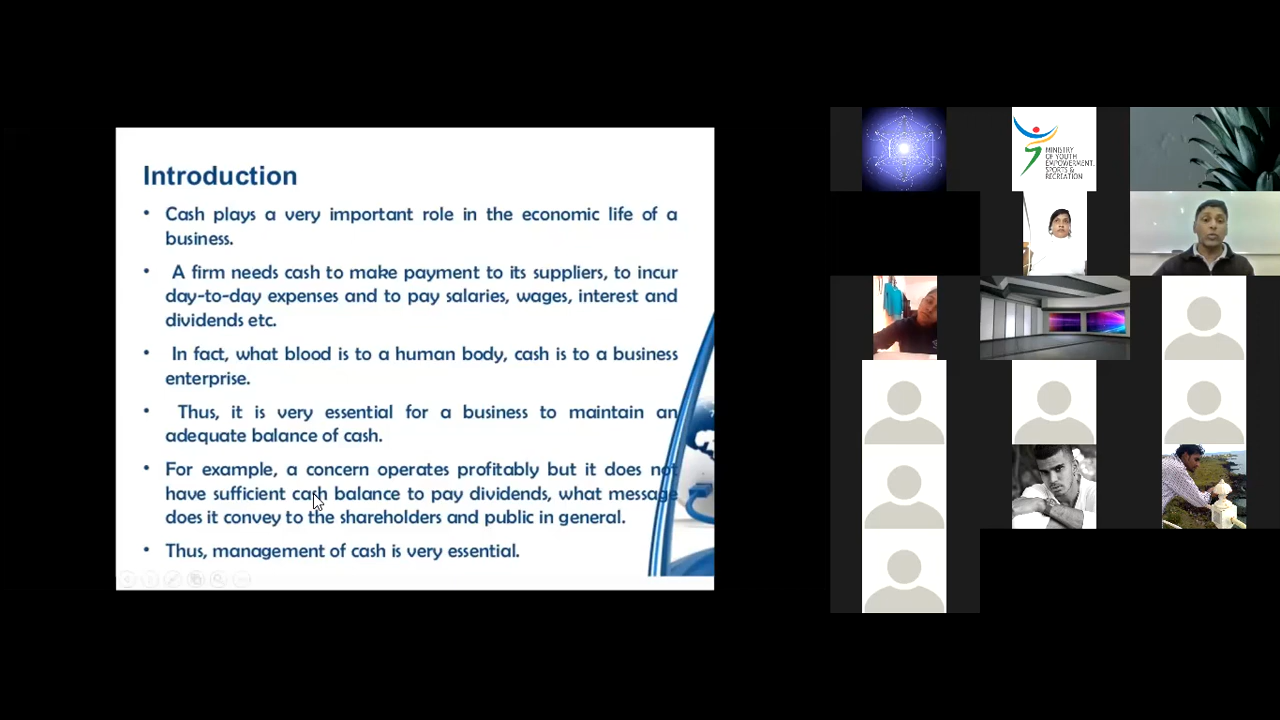 Introduction
• Cash plays a very important role in the economic life of a
business.
• A firm needs cash to make payment to its suppliers, to incur
day-to-day expenses and to pay salaries, wages, interest and
dividends etc.
• In fact, what blood is to a human body, cash is to a business
enterprise.
• Thus, it is very essential for a business to maintain an
adequate balance of cash.
• For example, a concern operates profitably but it does not
have sufficient cash balance to pay dividends, what message
does it convey to the shareholders and public in general.
• Thus, management of cash is very essential.
MINISTRY
OF YOUTH
EMPOWERMENT,
SPORTS &
RECREATION